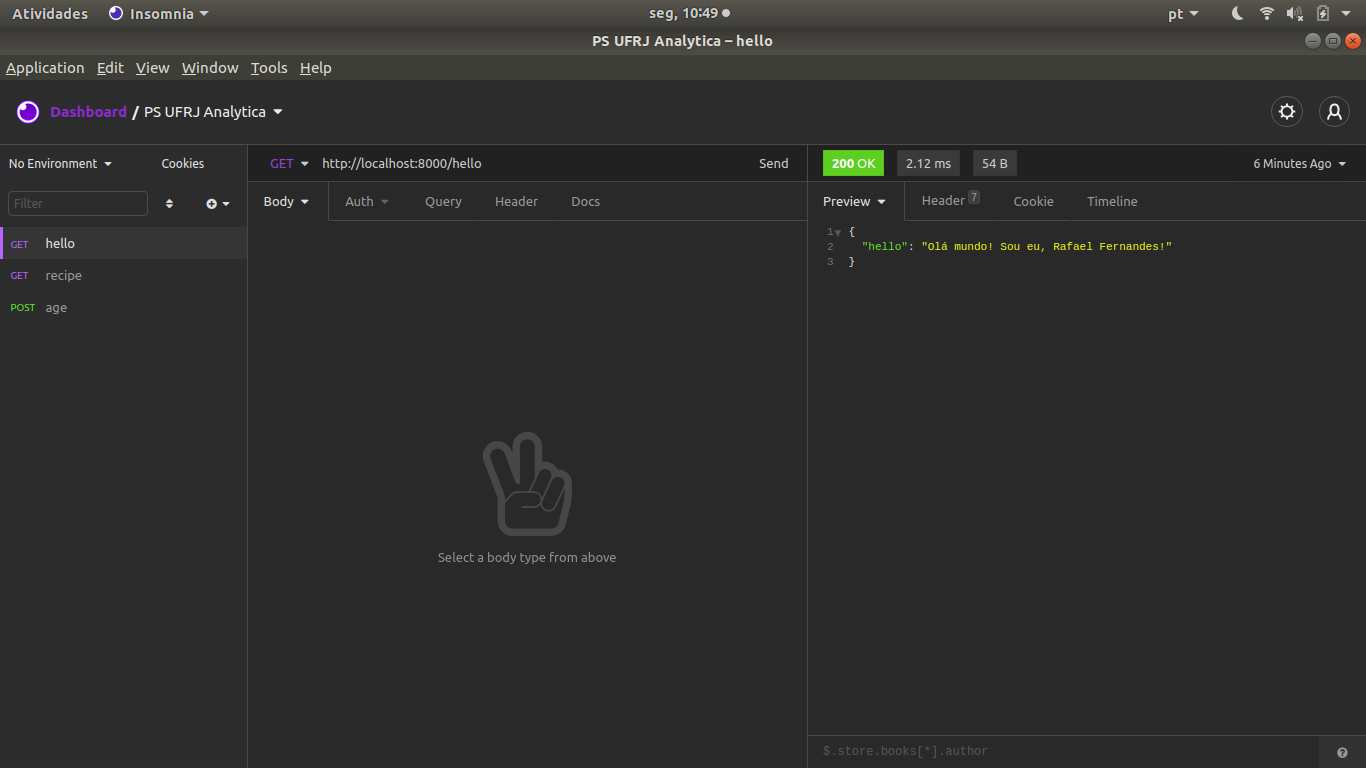 Atividades Insomnia seg, 10:49 pt
PS UFRJ Analytica – hello
Application Edit View Window Tools Help
Dashboard / PS UFRJ Analytica
No Environment Cookies GET http://localhost:8000/hello Send 200 OK 2.12 ms 54 B 6 Minutes Ago
Filter Body Auth Query Header Docs Preview Header 7 Cookie Timeline
GET hello
GET recipe
POST age
1 {
2 "hello": "Olá mundo! Sou eu, Rafael Fernandes!"
3 }
Select a body type from above
$.store.books[*].author